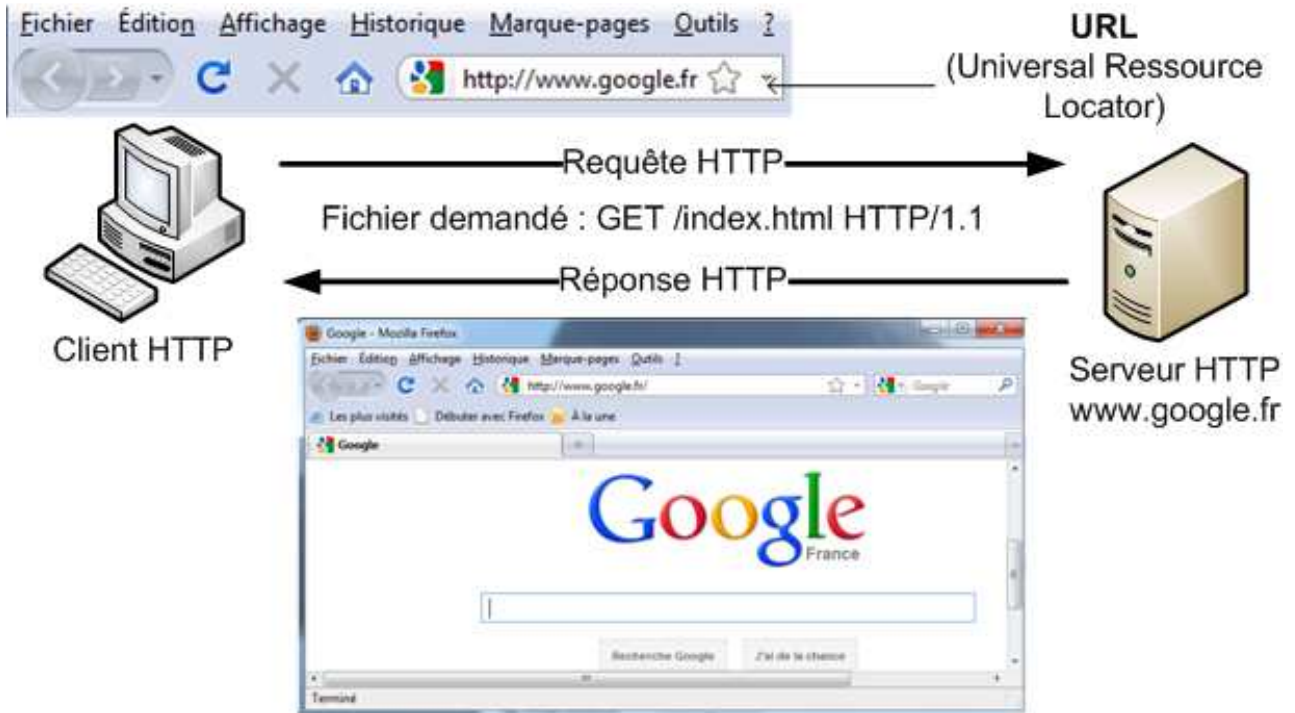 Fichier Édition Affichage Historique Marque-pages Outils ?
http://www.google.fr
URL
(Universal Ressource
Locator)
Requête HTTP
Fichier demandé : GET /index.html HTTP/1.1
Réponse HTTP
Client HTTP
Serveur HTTP
www.google.fr
Google - Mozilla Firefox
Fichier Édition Affichage Historique Marque-pages Outils ?
http://www.google.fr/
Google
Les plus visités Débuter avec Firefox À la une
Google
Google
France
Recherche Google J'ai de la chance
Terminé